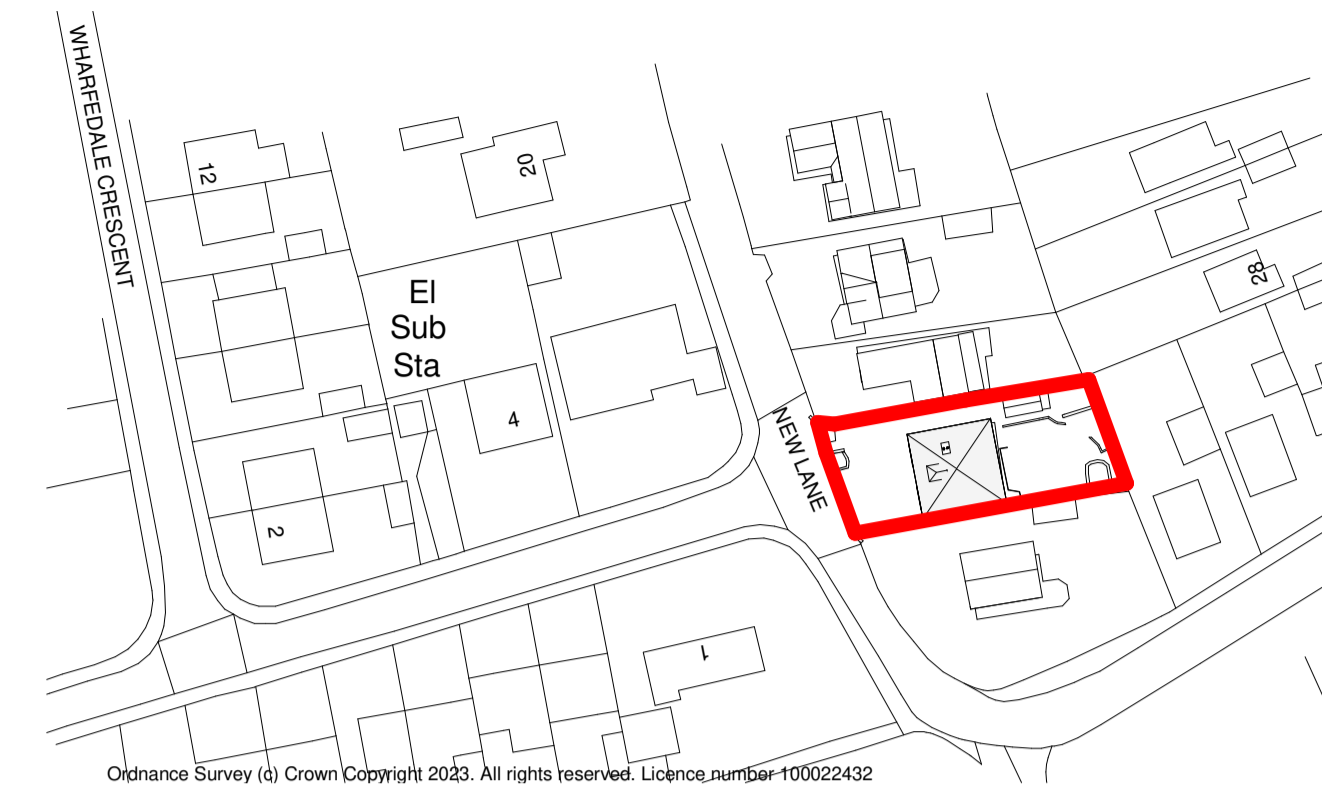 WHARFEDALE CRESCENT
12
20
28
El
Sub
Sta
4
NEW LANE
2
1
Ordnance Survey (c) Crown Copyright 2023. All rights reserved. Licence number 100022432